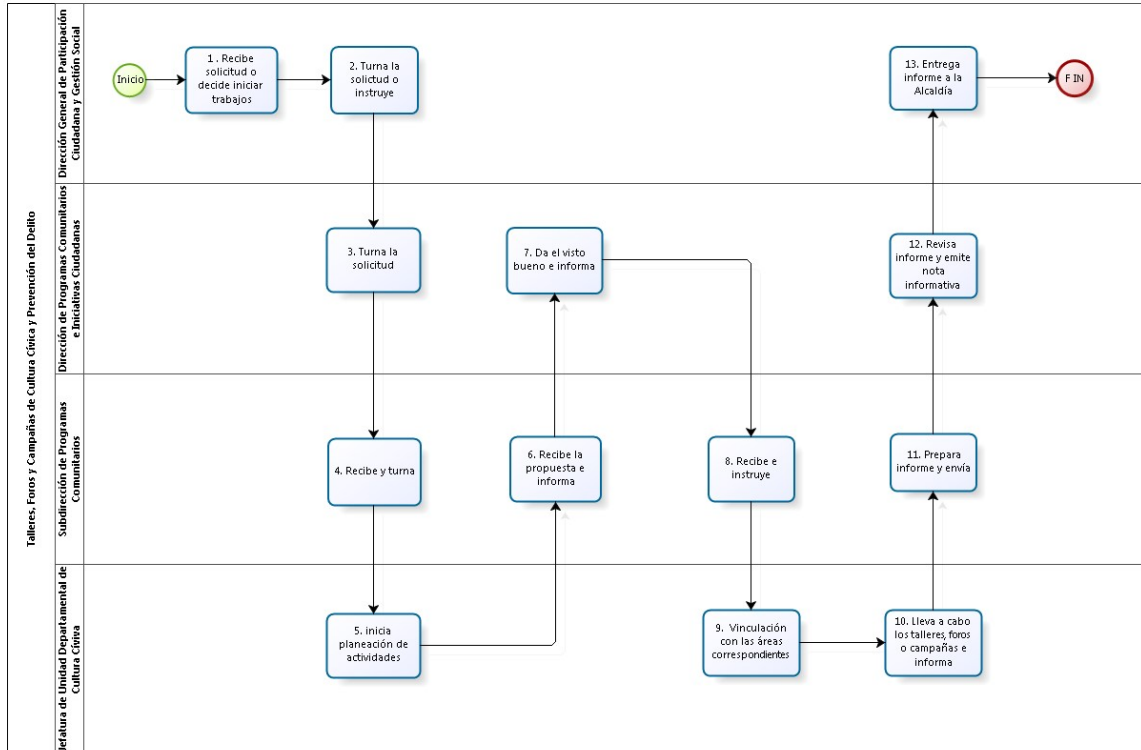 Talleres, Foros y Campañas de Cultura Cívica y Prevención del Delito
Dirección General de Participación
Ciudadana y Gestión Social
Inicio
1 . Recibe
solicitud o
decide iniciar
trabajos
2. Turna la
solictud o
instruye
13. Entrega
informe a la
Alcaldía
F IN
Dirección de Programas Comunitarios
e Iniciativas Ciudadanas
3. Turna la
solicitud
7. Da el visto
bueno e informa
12. Revisa
informe y emite
nota
informativa
Subdirección de Programas
Comunitarios
4. Recibe y turna
6. Recibe la
propuesta e
informa
8. Recibe e
instruye
11. Prepara
informe y envía
Jefatura de Unidad Departamental de
Cultura Cíviva
5. inicia
planeación de
actividades
9. Vinculación
con las áreas
correspondientes
10. Lleva a cabo
los talleres, foros
o campañas e
informa